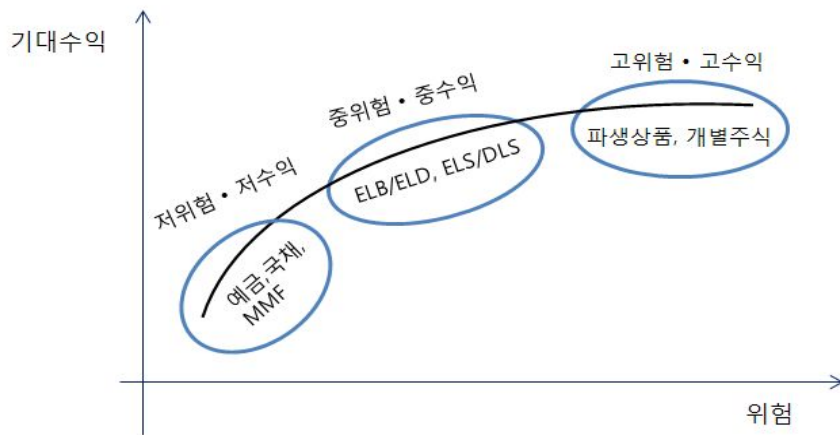 기대수익
고위험 • 고수익
파생상품, 개별주식
중위험 • 중수익
ELB/ELD, ELS/DLS
저위험 • 저수익
예금,국채,
MMF
위험